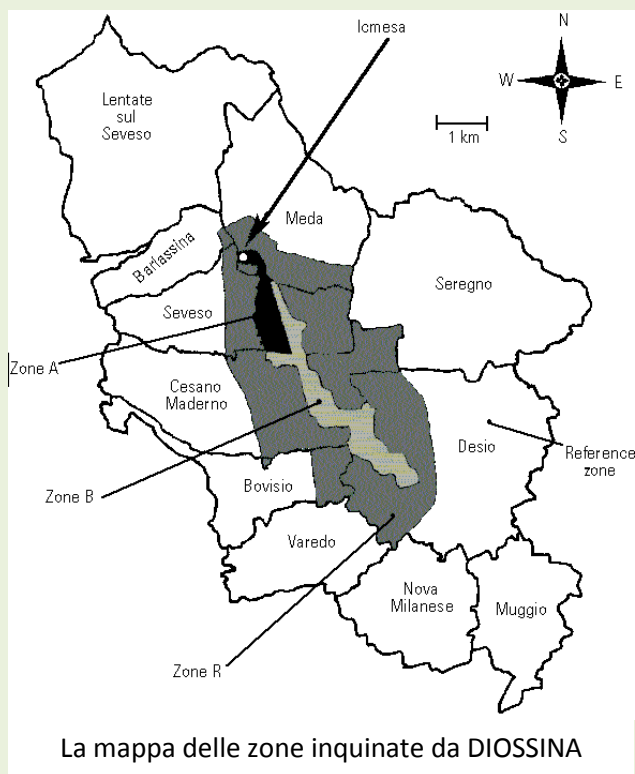 Icmesa
N
W
E
S
1 km
Lentate
sul
Seveso
Meda
Barlassina
Seregno
Seveso
Zone A
Cesano
Maderno
Desio
Reference
zone
Zone B
Bovisio
Varedo
Nova
Milanese
Muggio
Zone R
La mappa delle zone inquinate da DIOSSINA